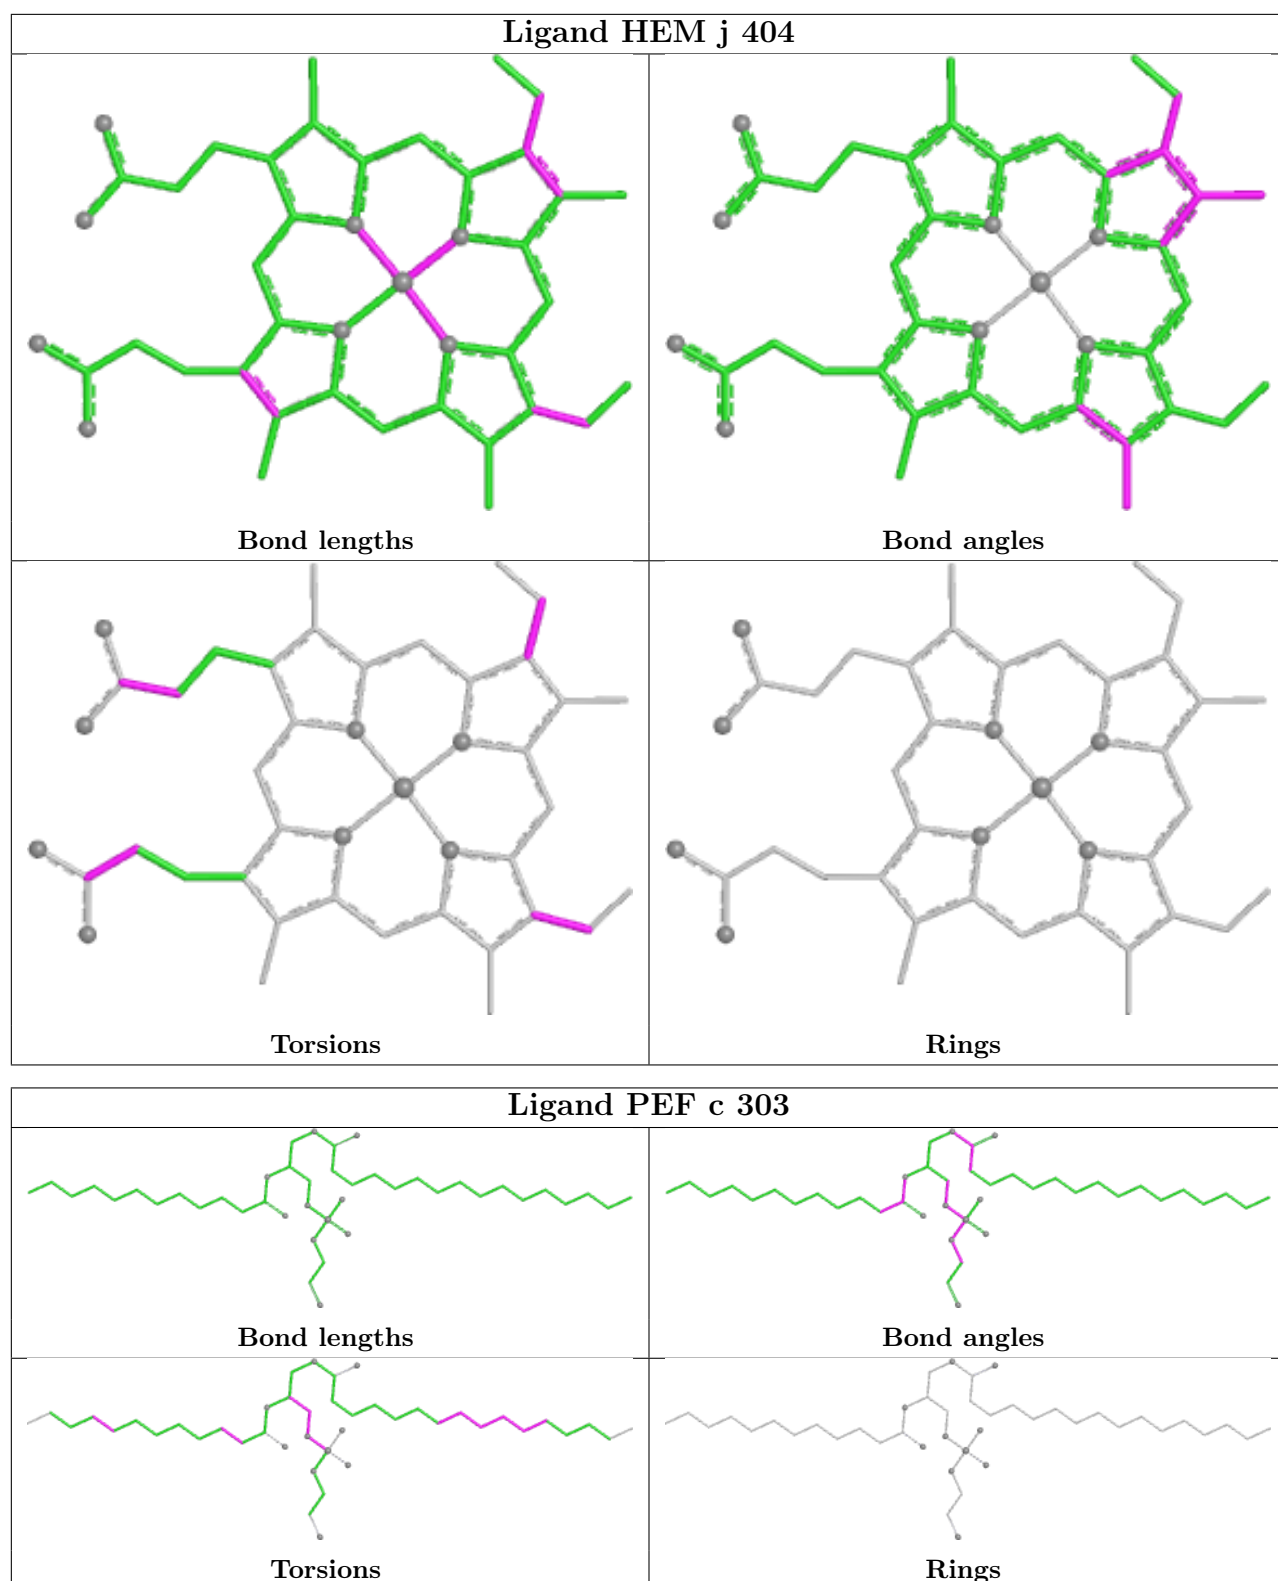 Ligand HEM j 404
Bond lengths
Bond angles
Torsions
Rings
Ligand PEF c 303
Bond lengths
Bond angles
Torsions
Rings